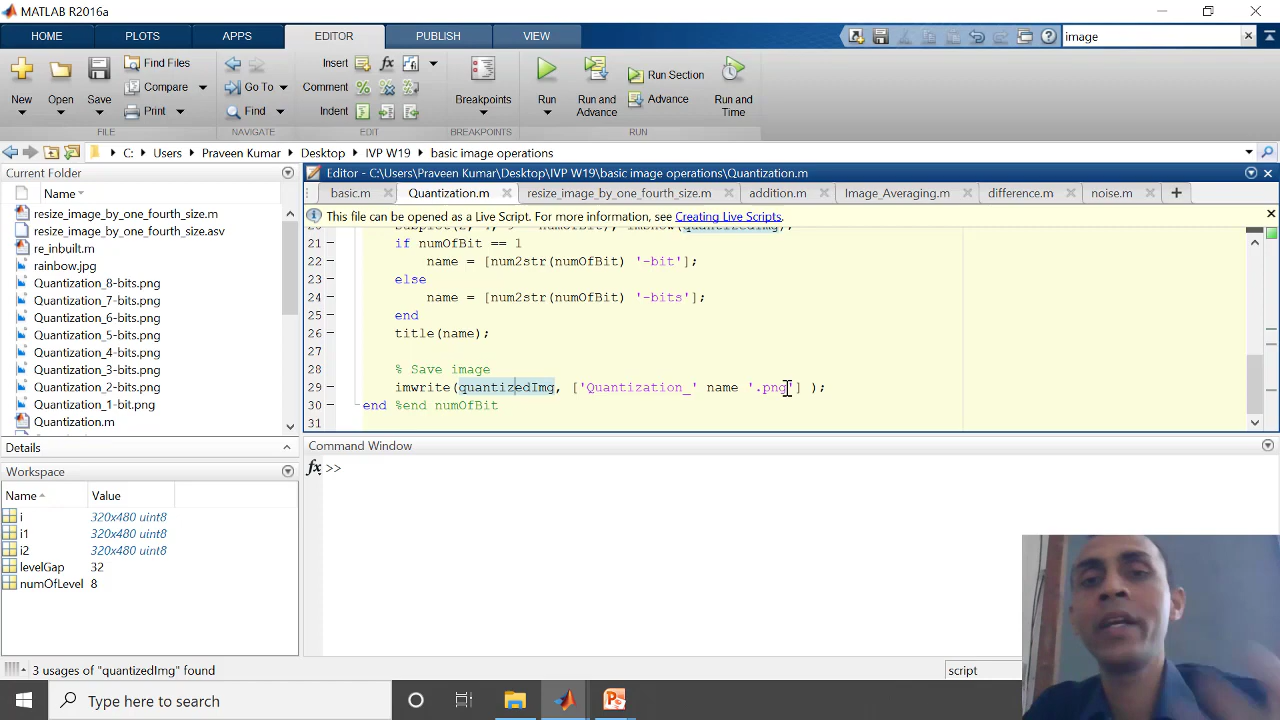 MATLAB R2016a
HOME PLOTS APPS EDITOR PUBLISH VIEW
image
New Open Save
Find Files
Compare
Print
Insert fx
Comment
Indent
Go To
Find
Breakpoints
Run
Run and Advance
Run Section
Advance
Run and Time
FILE NAVIGATE EDIT BREAKPOINTS RUN
C: Users Praveen Kumar Desktop IVP W19 basic image operations
Current Folder
Name
resize_image_by_one_fourth_size.m
resize_image_by_one_fourth_size.asv
re_inbuilt.m
rainbow.jpg
Quantization_8-bits.png
Quantization_7-bits.png
Quantization_6-bits.png
Quantization_5-bits.png
Quantization_4-bits.png
Quantization_3-bits.png
Quantization_2-bits.png
Quantization_1-bit.png
Quantization.m
Details
Workspace
Name Value
i 320x480 uint8
i1 320x480 uint8
i2 320x480 uint8
levelGap 32
numOfLevel 8
Editor - C:\Users\Praveen Kumar\Desktop\IVP W19\basic image operations\Quantization.m
basic.m Quantization.m resize_image_by_one_fourth_size.m addition.m Image_Averaging.m difference.m noise.m
This file can be opened as a Live Script. For more information, see Creating Live Scripts.
21 if numOfBit == 1
22 name = [num2str(numOfBit) '-bit'];
23 else
24 name = [num2str(numOfBit) '-bits'];
25 end
26 title(name);
27
28 % Save image
29 imwrite(quantizedImg, ['Quantization_' name '.png'] );
30 end %end numOfBit
31
Command Window
fx >>
3 usages of "quantizedImg" found
script
Type here to search